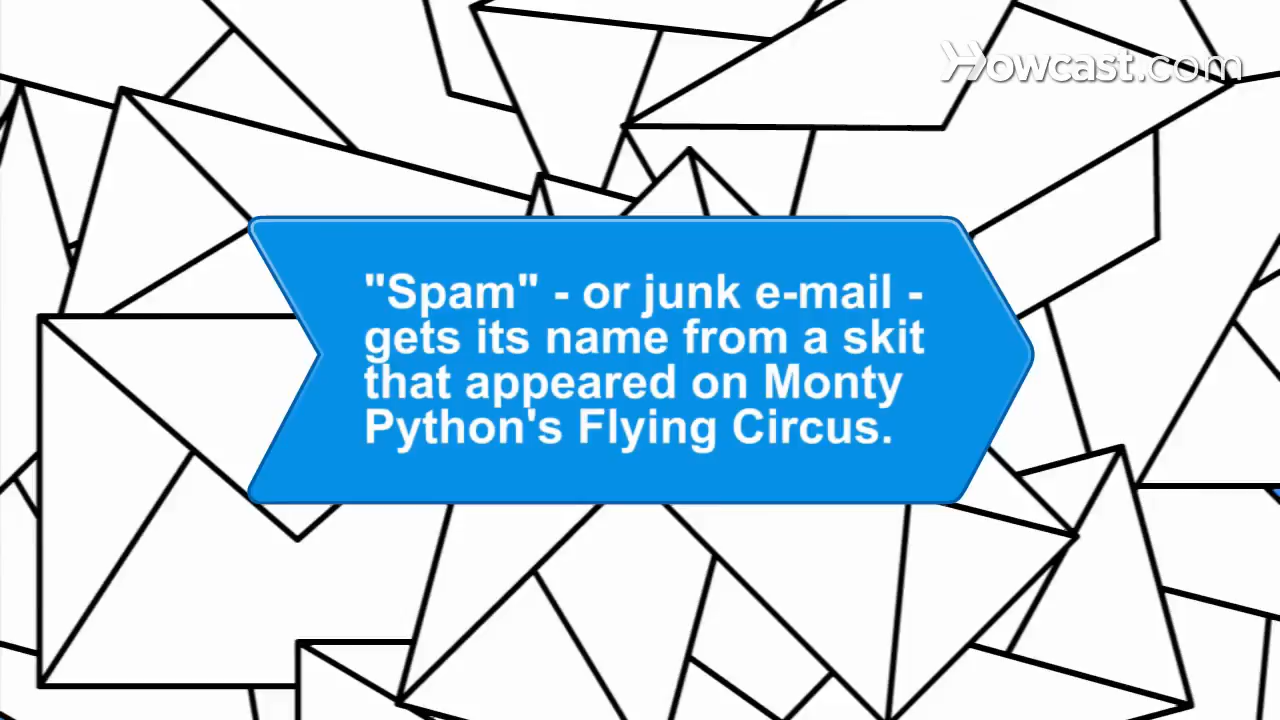 Howcast.com
"Spam" - or junk e-mail -
gets its name from a skit
that appeared on Monty
Python's Flying Circus.